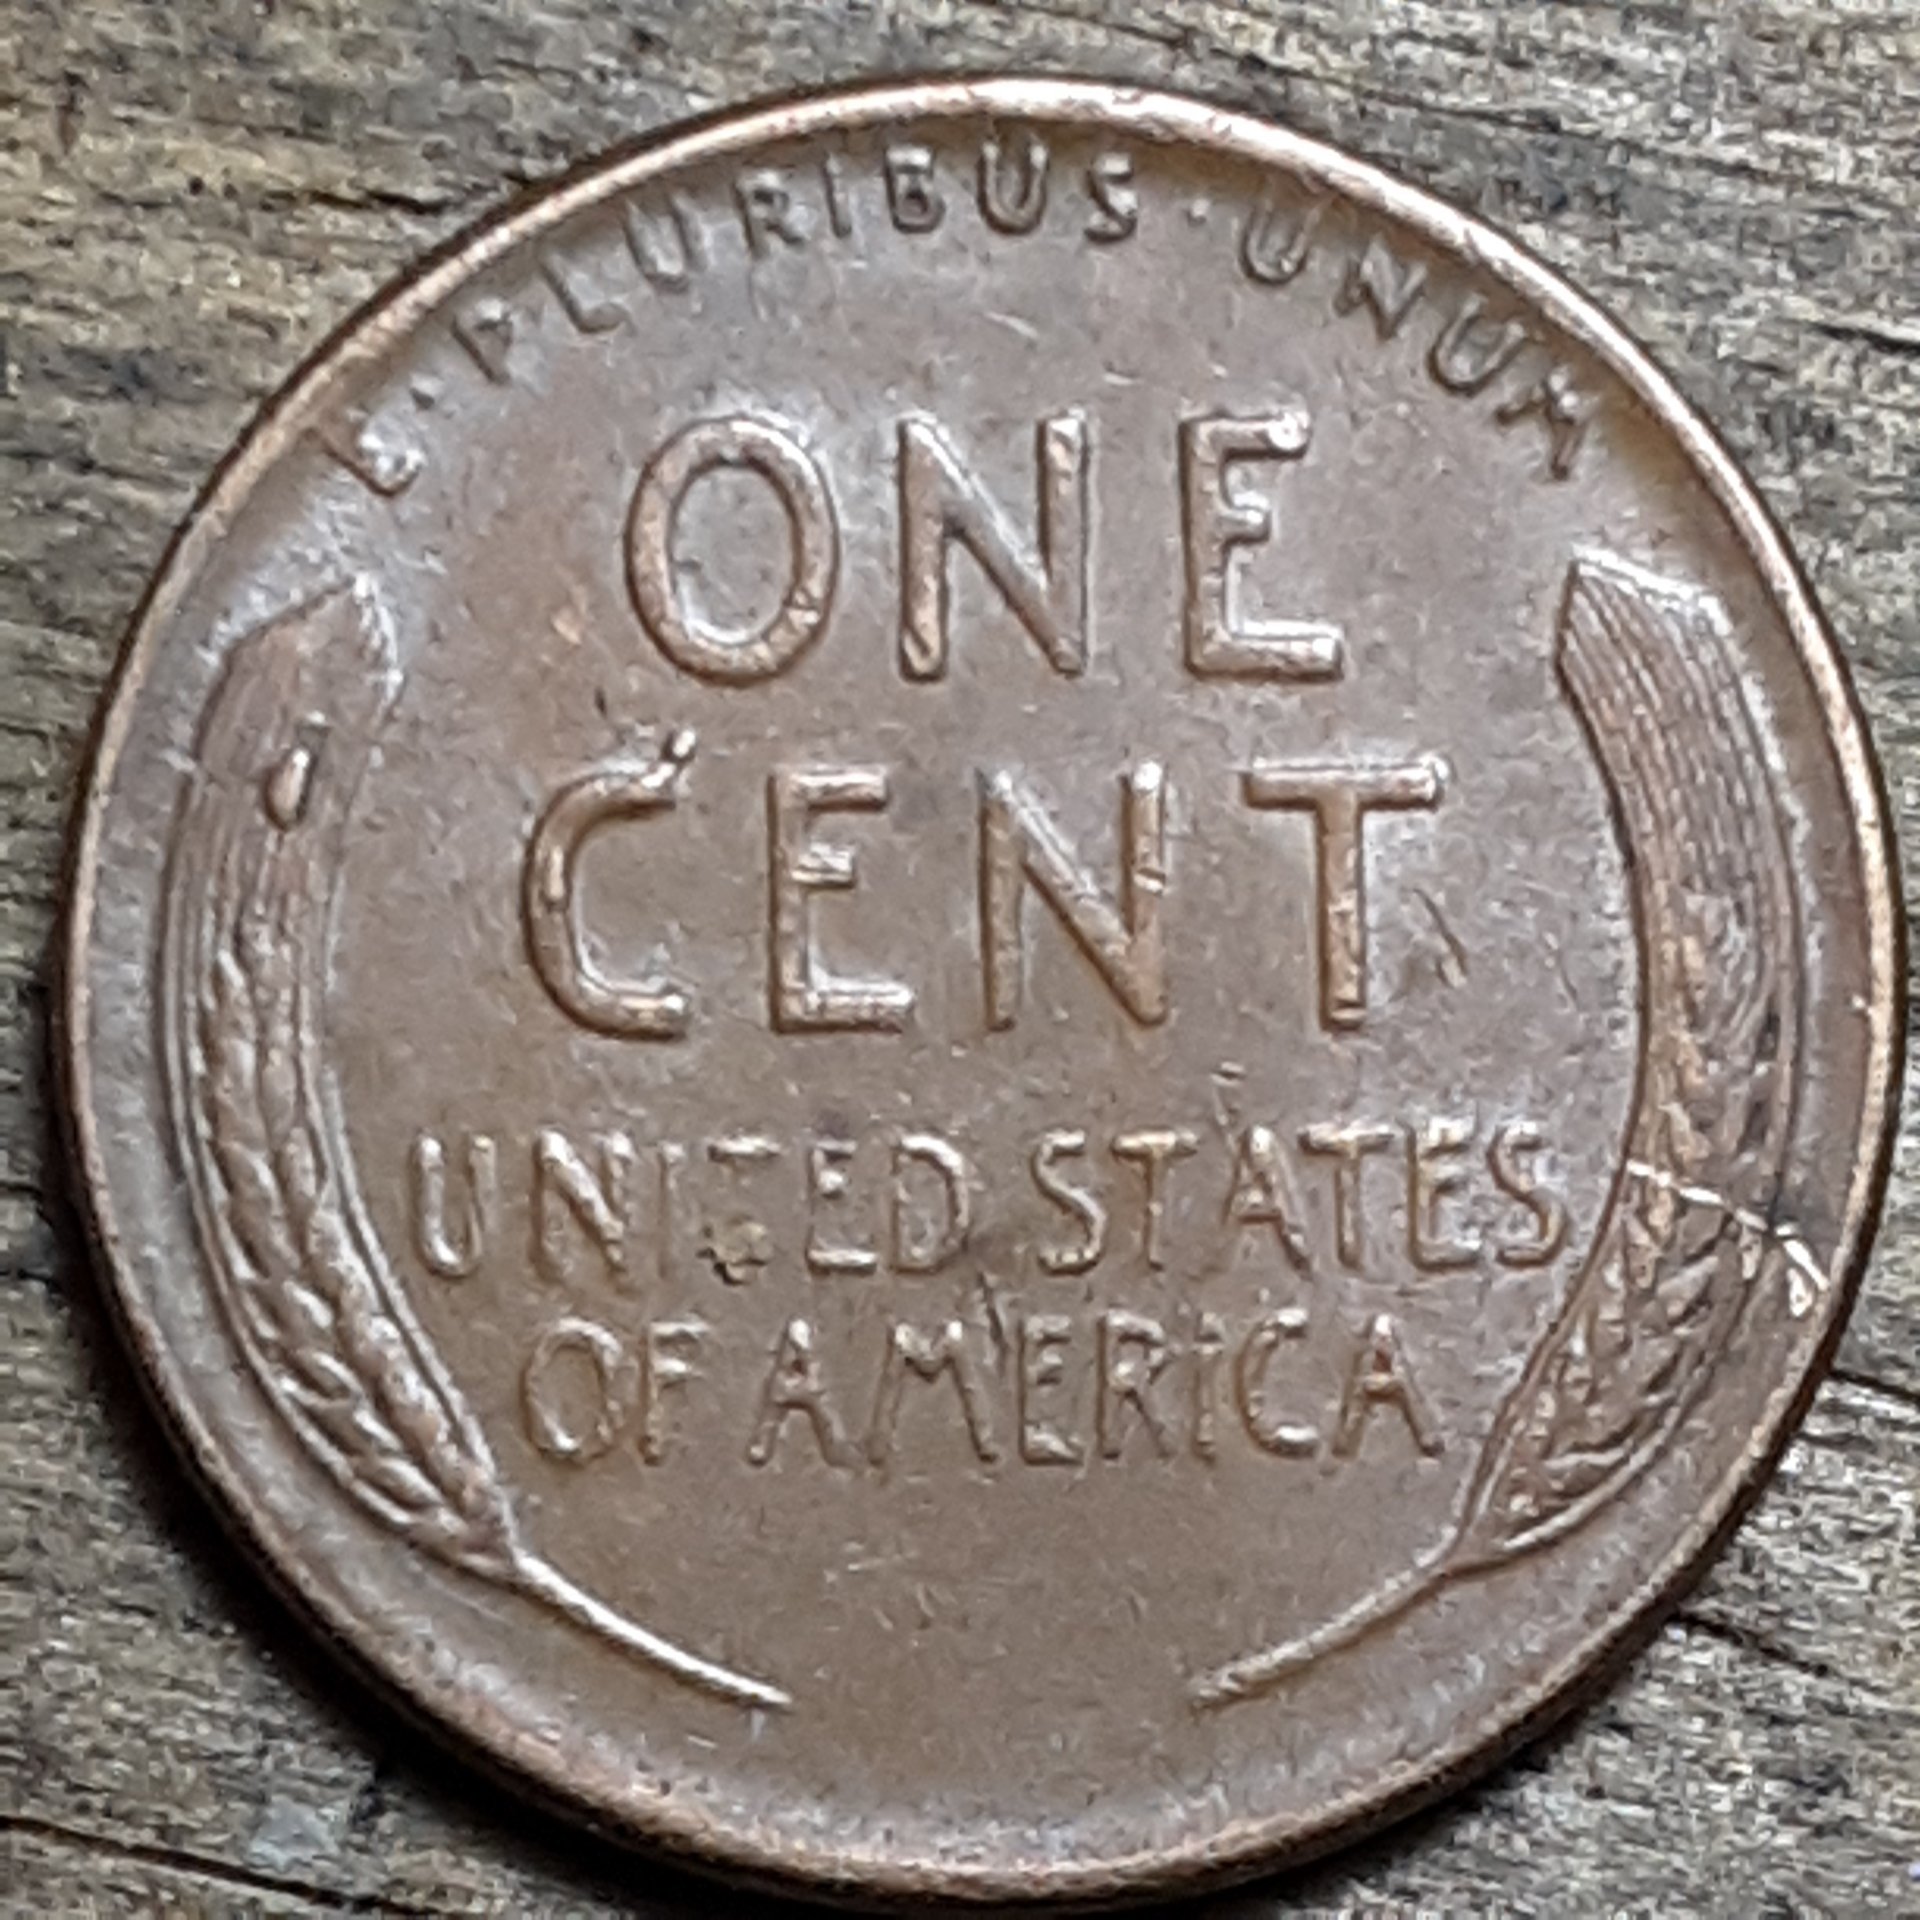 E·PLURIBUS·UNUM
ONE
CENT
UNITED STATES
OF AMERICA